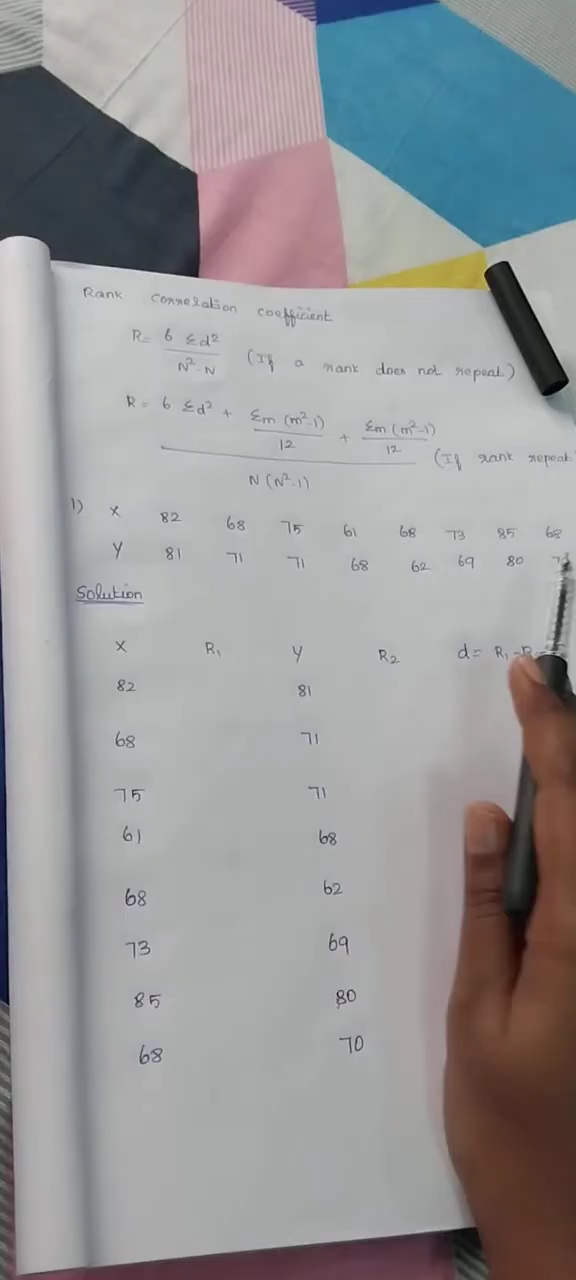 Rank Correlation coefficient
R= 6 Σd² / N²-N (If a rank does not repeat)
R= 6 Σd² + Σm(m²-1)/12 + Σm(m²-1)/12 / N(N²-1) (If rank repeat
1) X 82 68 75 61 68 73 85 68
Y 81 71 71 68 62 69 80
Solution
X R₁ Y R₂ d= R₁-R
82 81
68 71
75 71
61 68
68 62
73 69
85 80
68 70